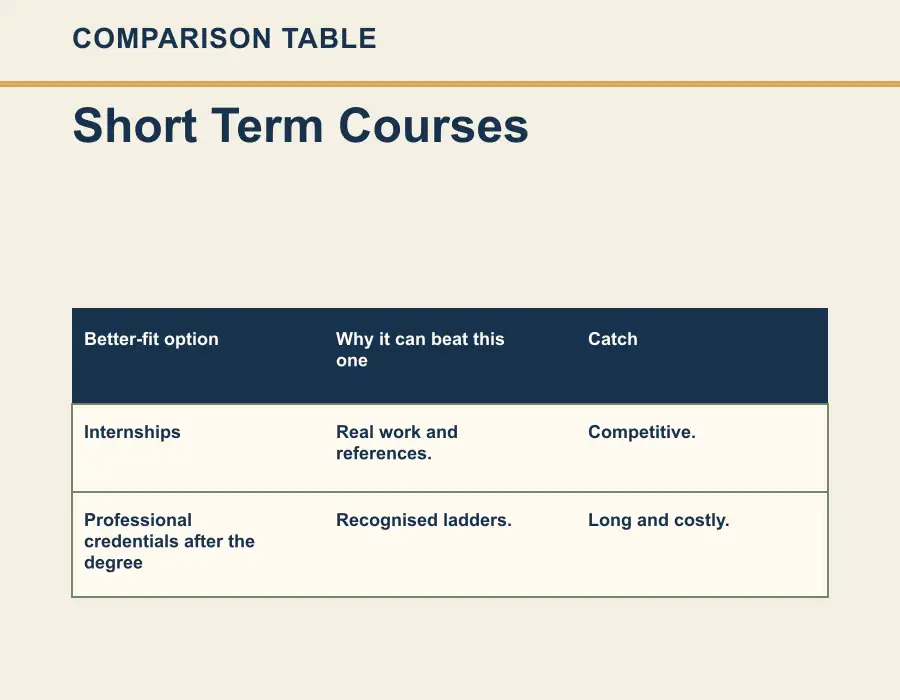 COMPARISON TABLE
Short Term Courses
Better-fit option
Why it can beat this
one
Catch
Internships
Real work and
references.
Competitive.
Professional
credentials after the
degree
Recognised ladders.
Long and costly.